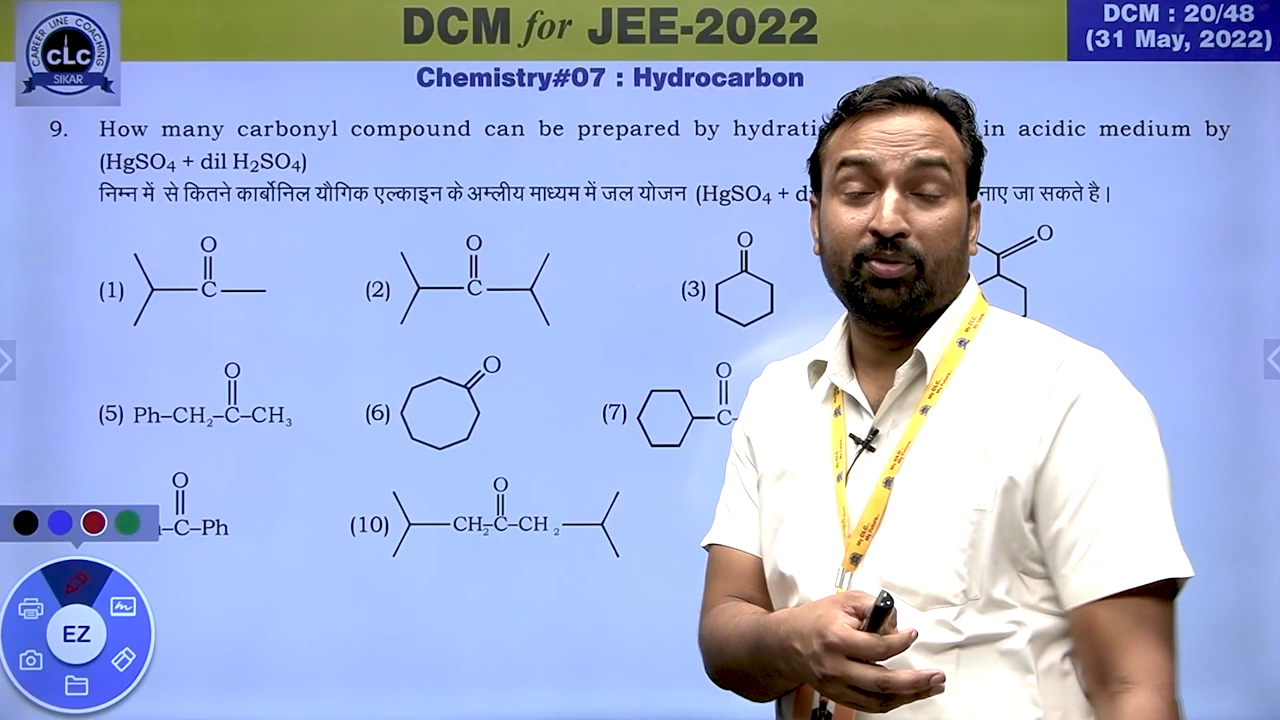 DCM for JEE-2022
DCM : 20/48
(31 May, 2022)
CAREER LINE COACHING
CLC
SIKAR
Chemistry#07 : Hydrocarbon
9. How many carbonyl compound can be prepared by in acidic medium by
(HgSO₄ + dil H₂SO₄)
निम्न में से कितने कार्बोनिल यौगिक एल्काइन के अम्लीय माध्यम में जल योजन (HgSO₄ + जा सकते है।
(1) O C
(2) O C
(3) O
O
(5) Ph–CH₂–C–CH₃ O
(6) O
(7) O C
O C–Ph
(10) CH₂–C–CH₂ O
EZ